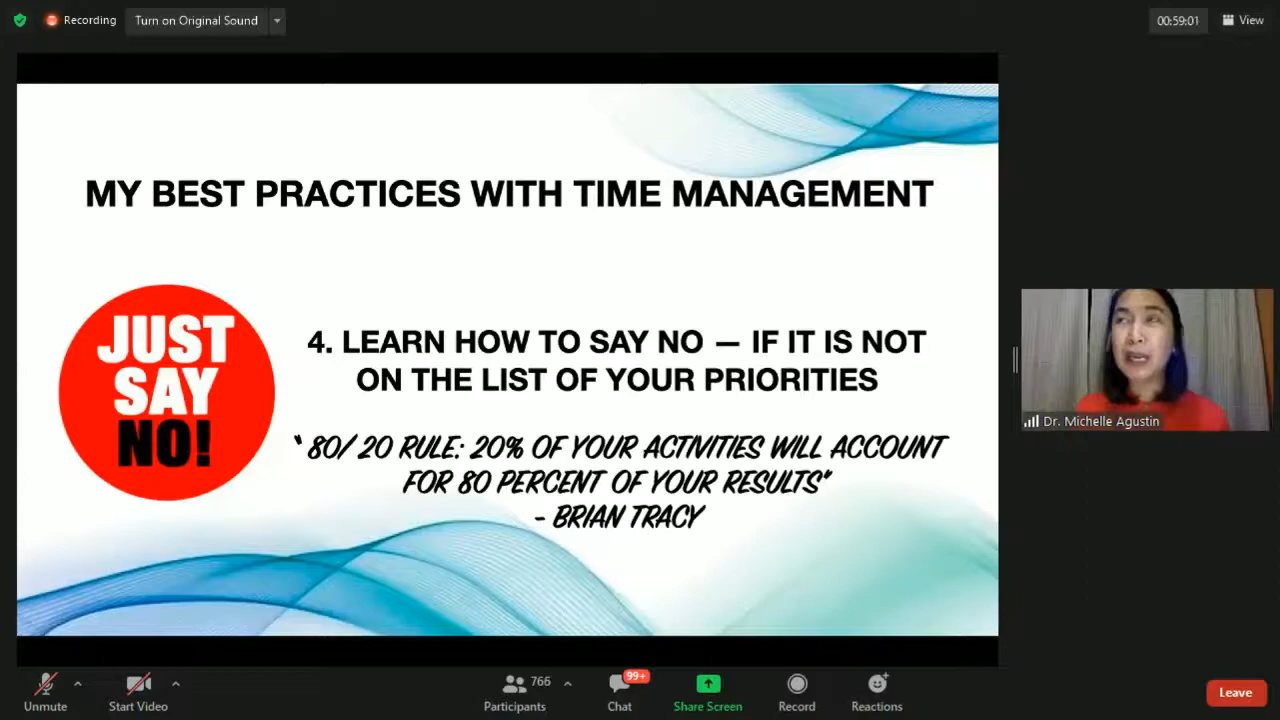 Recording
Turn on Original Sound
00:59:01
View
MY BEST PRACTICES WITH TIME MANAGEMENT
JUST
SAY
NO!
4. LEARN HOW TO SAY NO — IF IT IS NOT
ON THE LIST OF YOUR PRIORITIES
“ 80/ 20 RULE: 20% OF YOUR ACTIVITIES WILL ACCOUNT
FOR 80 PERCENT OF YOUR RESULTS”
- BRIAN TRACY
Dr. Michelle Agustin
Unmute
Start Video
766
Participants
99+
Chat
Share Screen
Record
Reactions
Leave